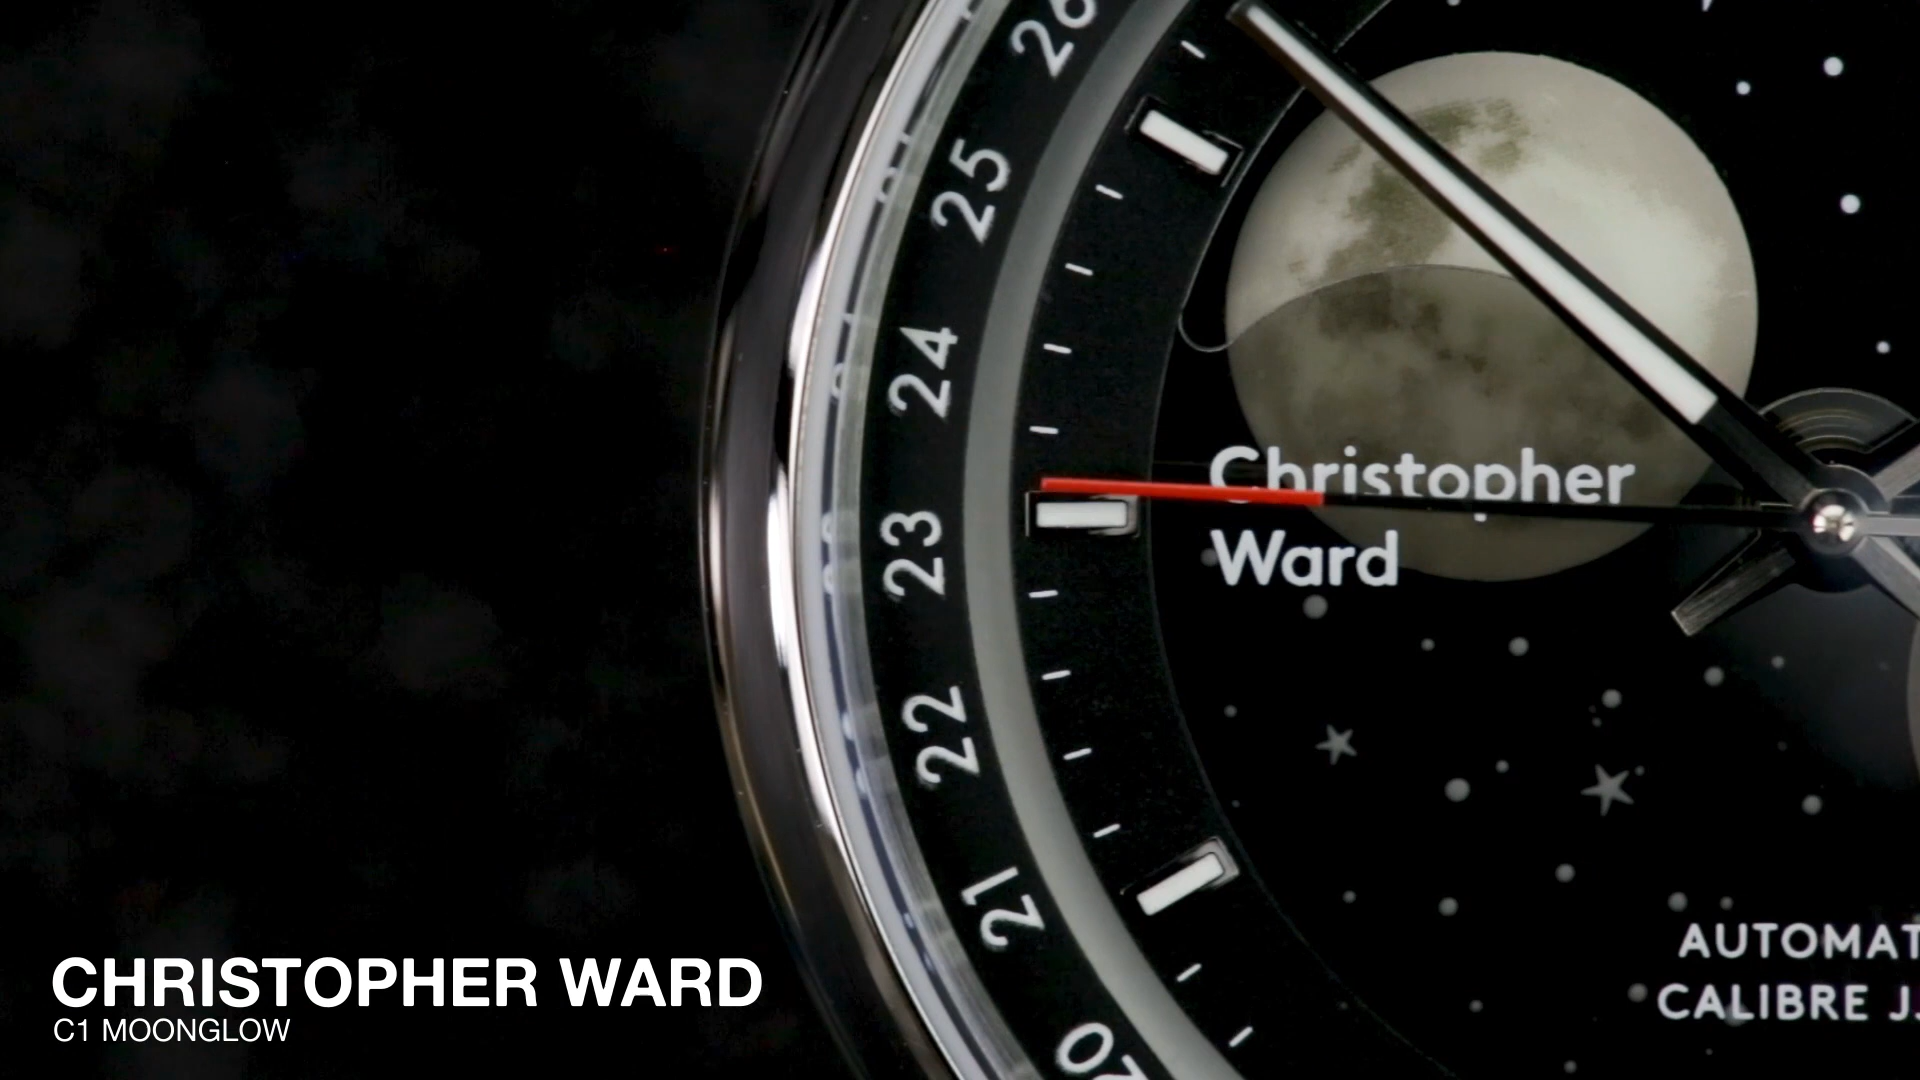 26
25
24
23
22
21
20
Christopher
Ward
AUTOMAT
CALIBRE J.
CHRISTOPHER WARD
C1 MOONGLOW